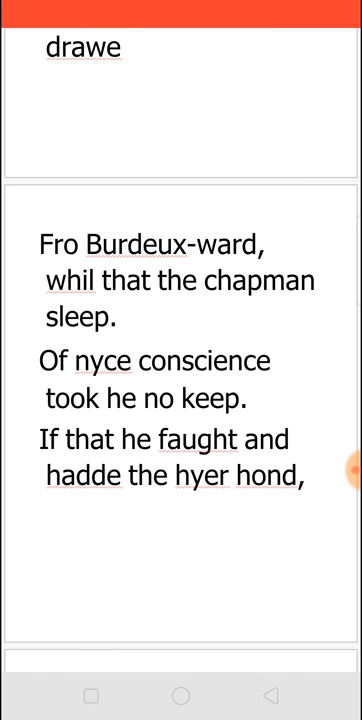 drawe
Fro Burdeux-ward,
whil that the chapman
sleep.
Of nyce conscience
took he no keep.
If that he faught and
hadde the hyer hond,